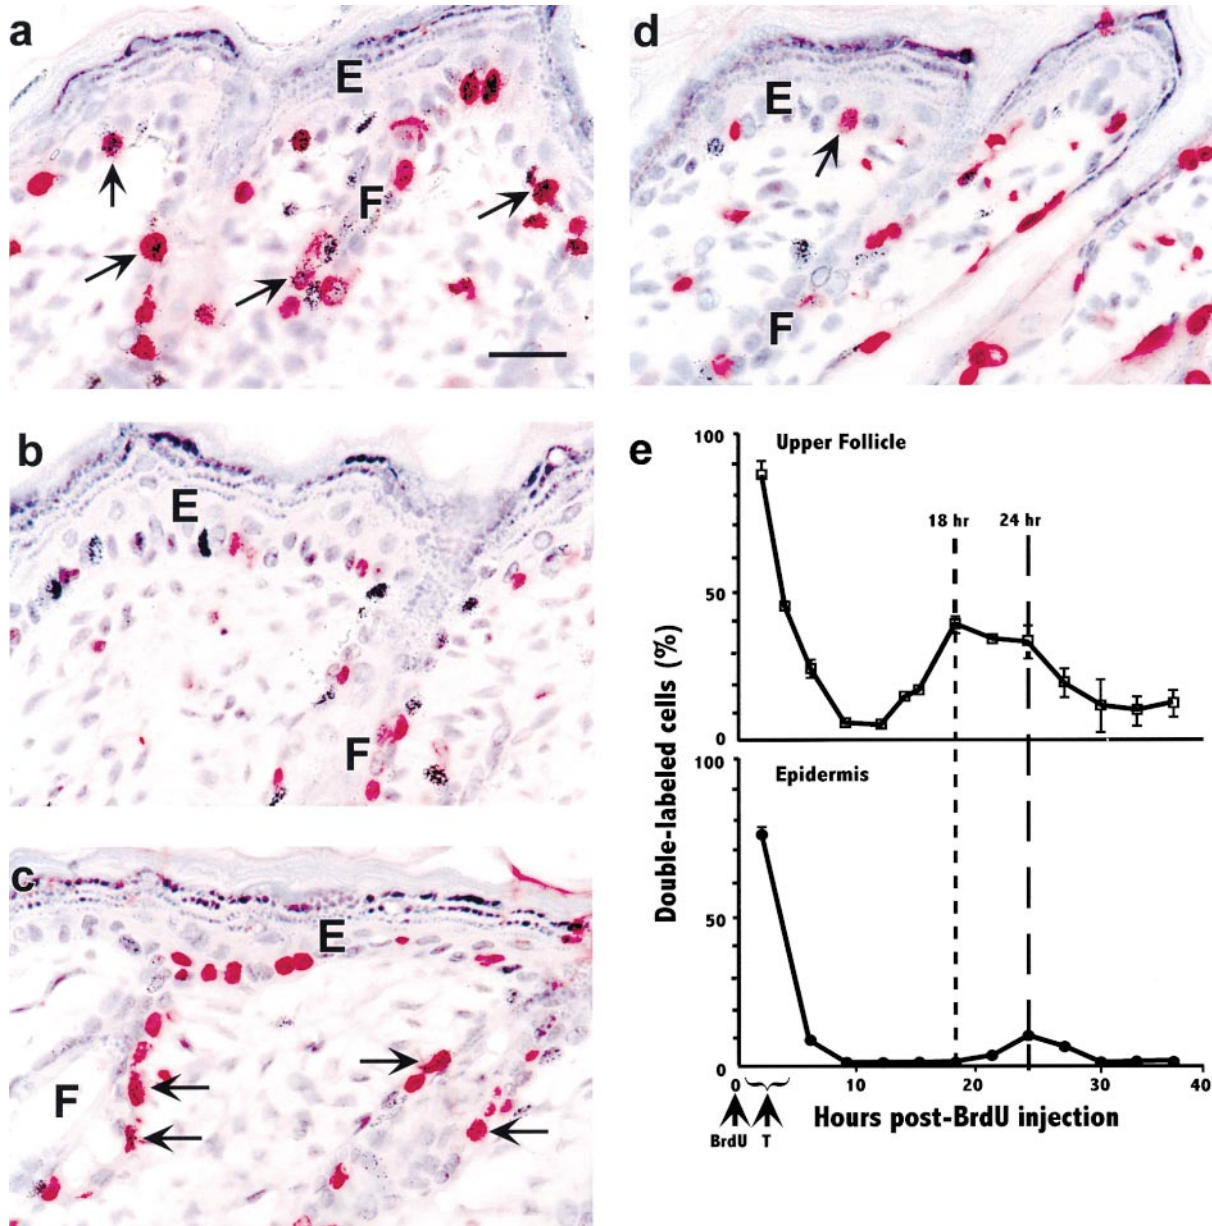 a
E
F
b
E
F
c
E
F
d
E
F
e
Upper Follicle
18 hr
24 hr
100
50
0
Double-labeled cells (%)
Epidermis
100
50
0
0
10
20
30
40
BrdU
T
Hours post-BrdU injection